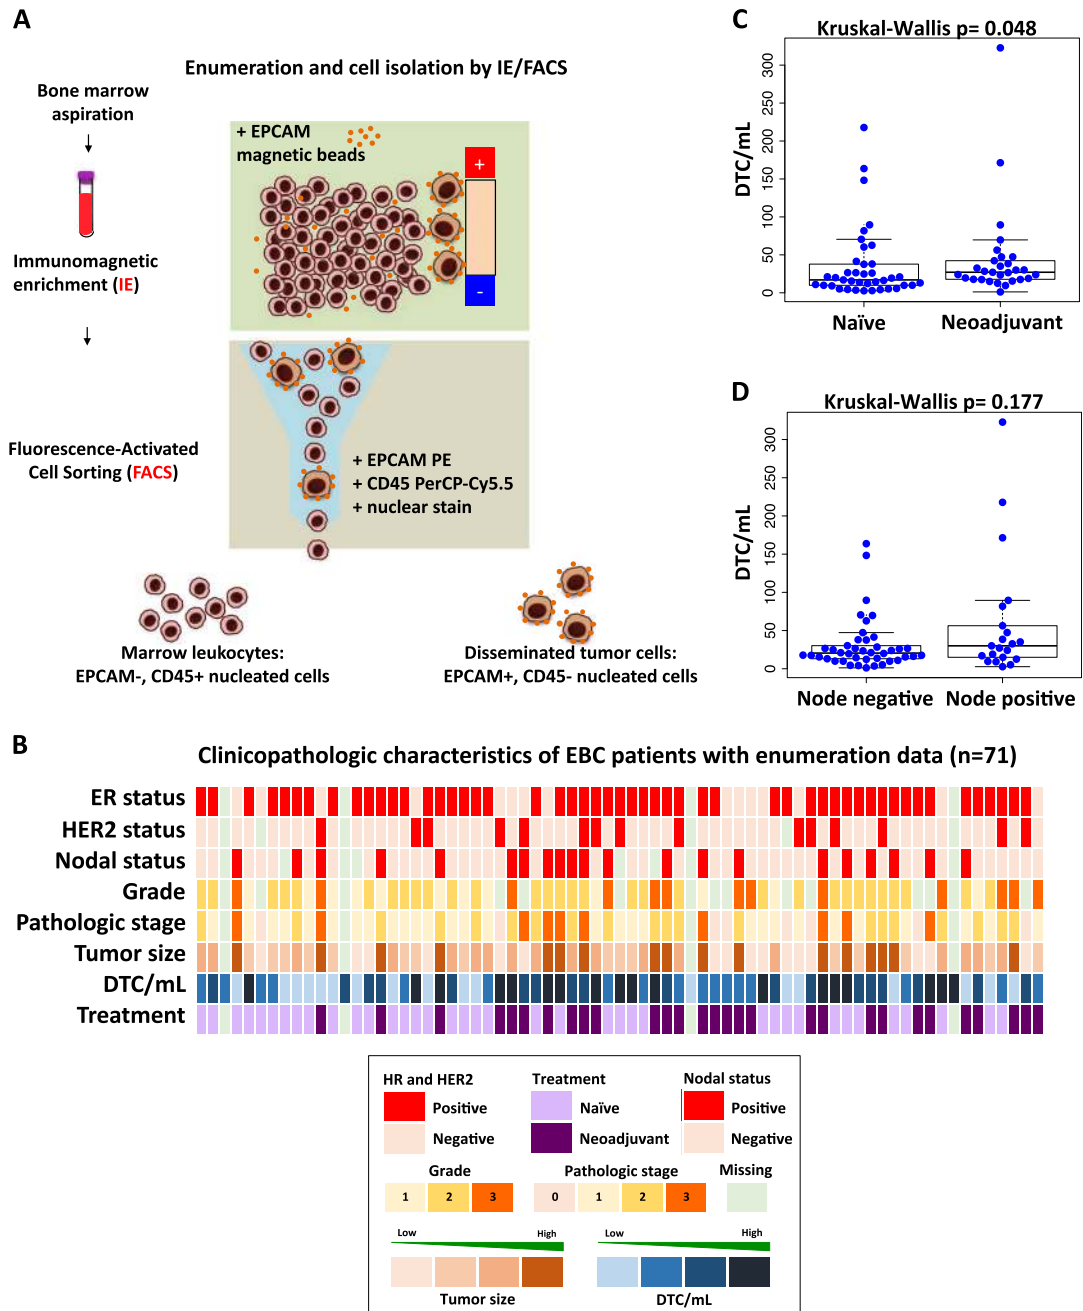 A
Enumeration and cell isolation by IE/FACS
Bone marrow
aspiration
+ EPCAM
magnetic beads
+
-
Immunomagnetic
enrichment (IE)
Fluorescence-Activated
Cell Sorting (FACS)
+ EPCAM PE
+ CD45 PerCP-Cy5.5
+ nuclear stain
Marrow leukocytes:
EPCAM-, CD45+ nucleated cells
Disseminated tumor cells:
EPCAM+, CD45- nucleated cells
C
Kruskal-Wallis p= 0.048
DTC/mL
300
250
200
150
100
50
0
Naïve
Neoadjuvant
D
Kruskal-Wallis p= 0.177
DTC/mL
300
250
200
150
100
50
0
Node negative
Node positive
B
Clinicopathologic characteristics of EBC patients with enumeration data (n=71)
ER status
HER2 status
Nodal status
Grade
Pathologic stage
Tumor size
DTC/mL
Treatment
HR and HER2
Positive
Negative
Treatment
Naïve
Neoadjuvant
Nodal status
Positive
Negative
Grade
1 2 3
Pathologic stage
0 1 2 3
Missing
Low High
Tumor size
Low High
DTC/mL